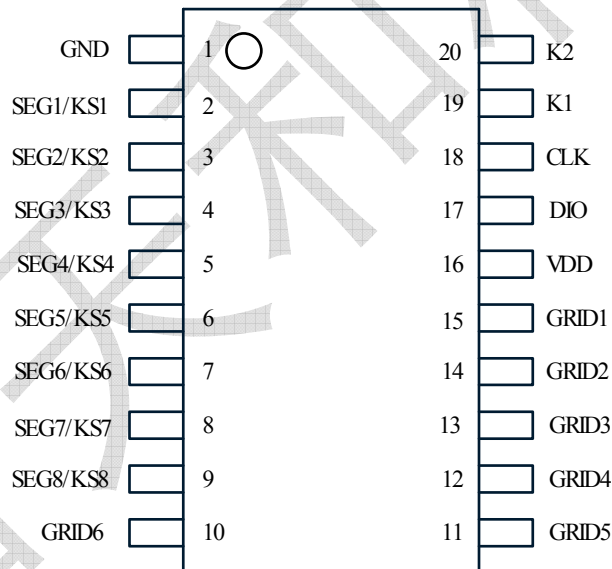 GND 1 20 K2
SEG1/KS1 2 19 K1
SEG2/KS2 3 18 CLK
SEG3/KS3 4 17 DIO
SEG4/KS4 5 16 VDD
SEG5/KS5 6 15 GRID1
SEG6/KS6 7 14 GRID2
SEG7/KS7 8 13 GRID3
SEG8/KS8 9 12 GRID4
GRID6 10 11 GRID5